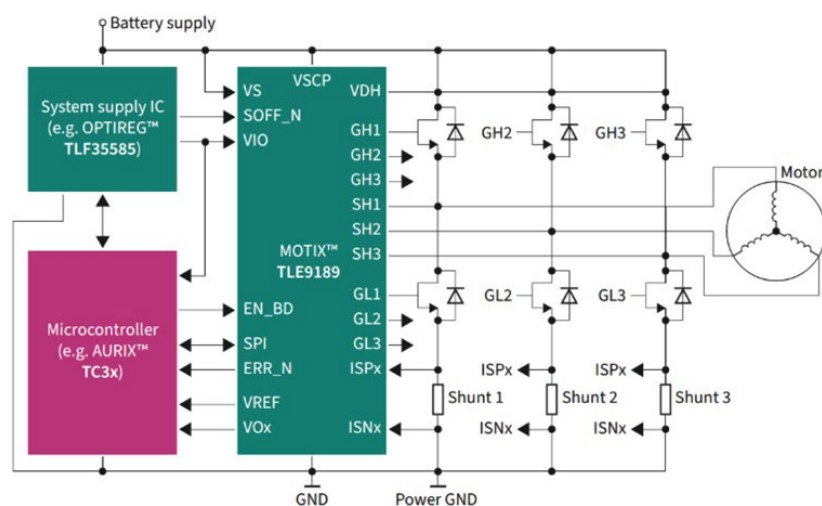 Battery supply
System supply IC
(e.g. OPTIREG™
TLF35585)
Microcontroller
(e.g. AURIX™
TC3x)
VSCP
VS
SOFF_N
VIO
EN_BD
SPI
ERR_N
VREF
VOx
MOTIX™
TLE9189
VDH
GH1
GH2
GH3
SH1
SH2
SH3
GL1
GL2
GL3
ISPx
ISNx
GH2
GH3
Motor
GL2
GL3
ISPx
ISPx
Shunt 1
Shunt 2
Shunt 3
ISNx
ISNx
GND
Power GND